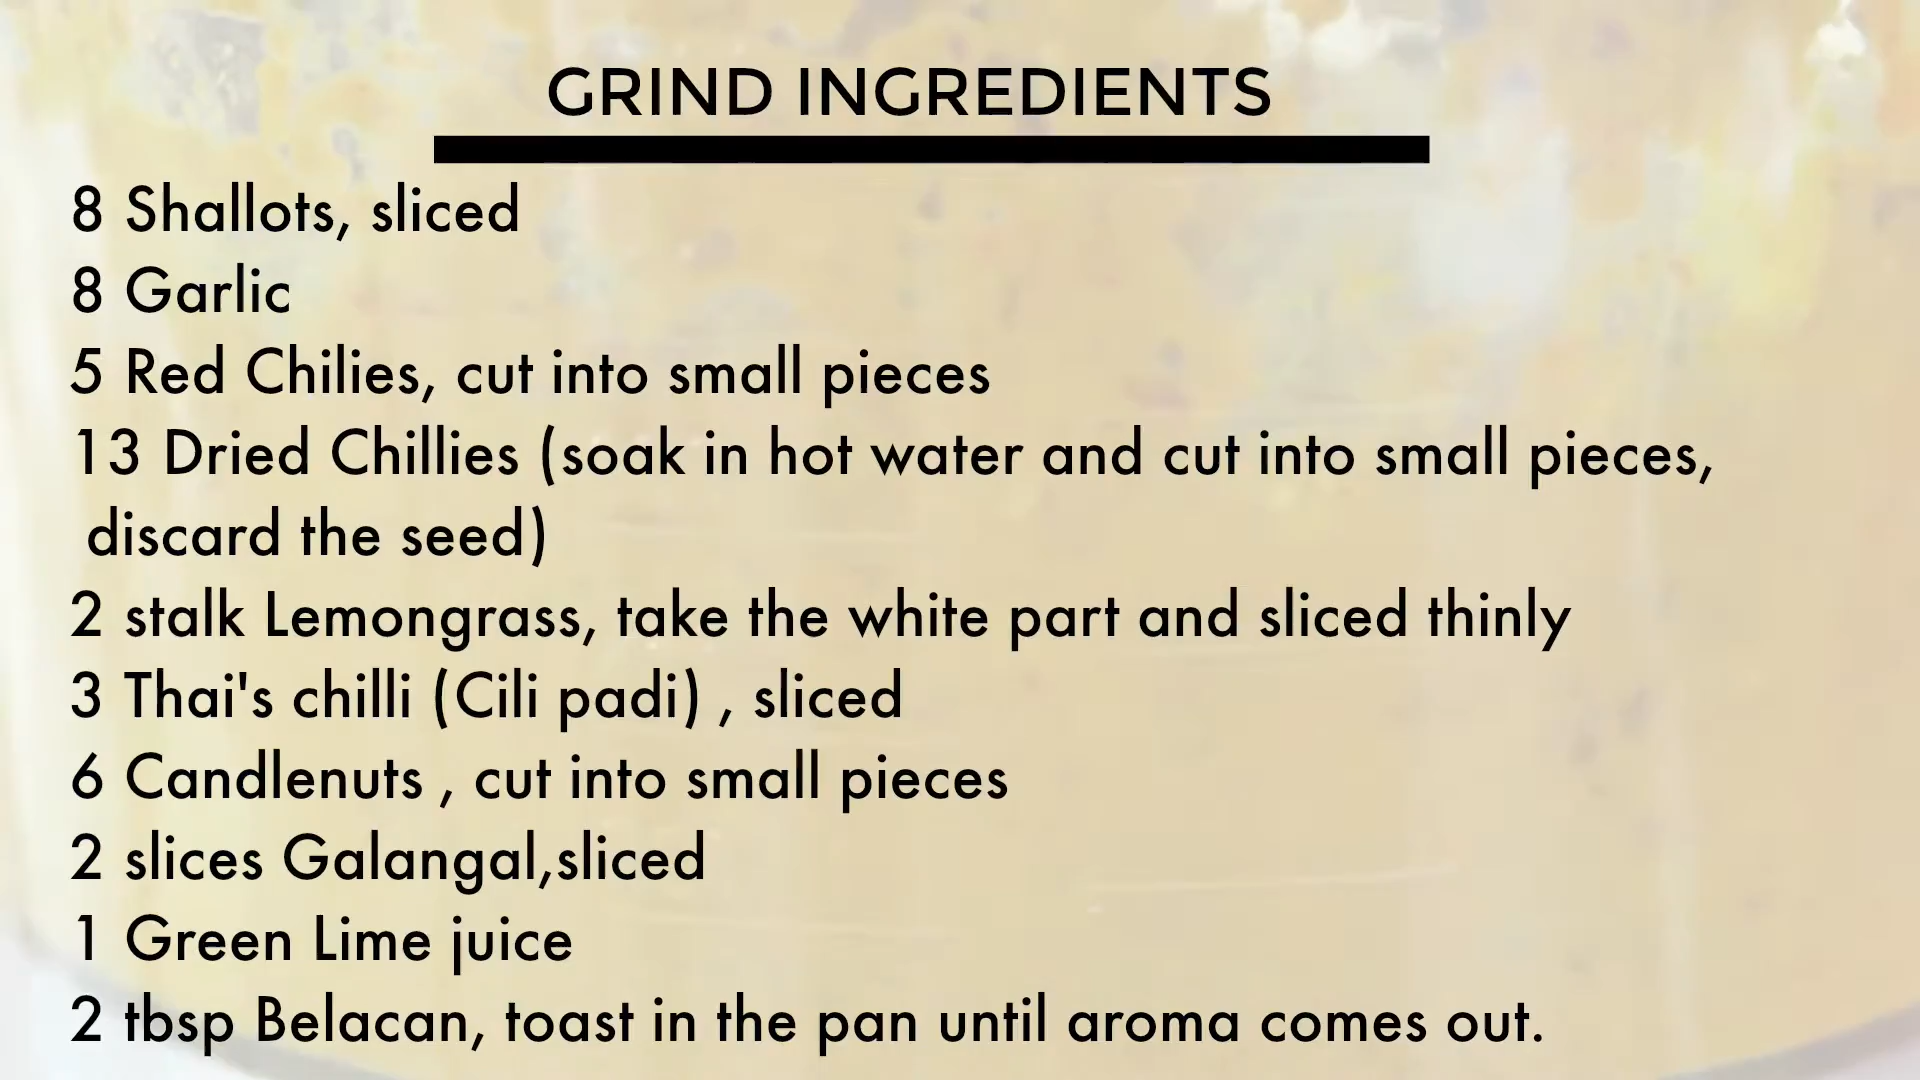 GRIND INGREDIENTS
8 Shallots, sliced
8 Garlic
5 Red Chilies, cut into small pieces
13 Dried Chillies (soak in hot water and cut into small pieces,
discard the seed)
2 stalk Lemongrass, take the white part and sliced thinly
3 Thai's chilli (Cili padi) , sliced
6 Candlenuts , cut into small pieces
2 slices Galangal,sliced
1 Green Lime juice
2 tbsp Belacan, toast in the pan until aroma comes out.